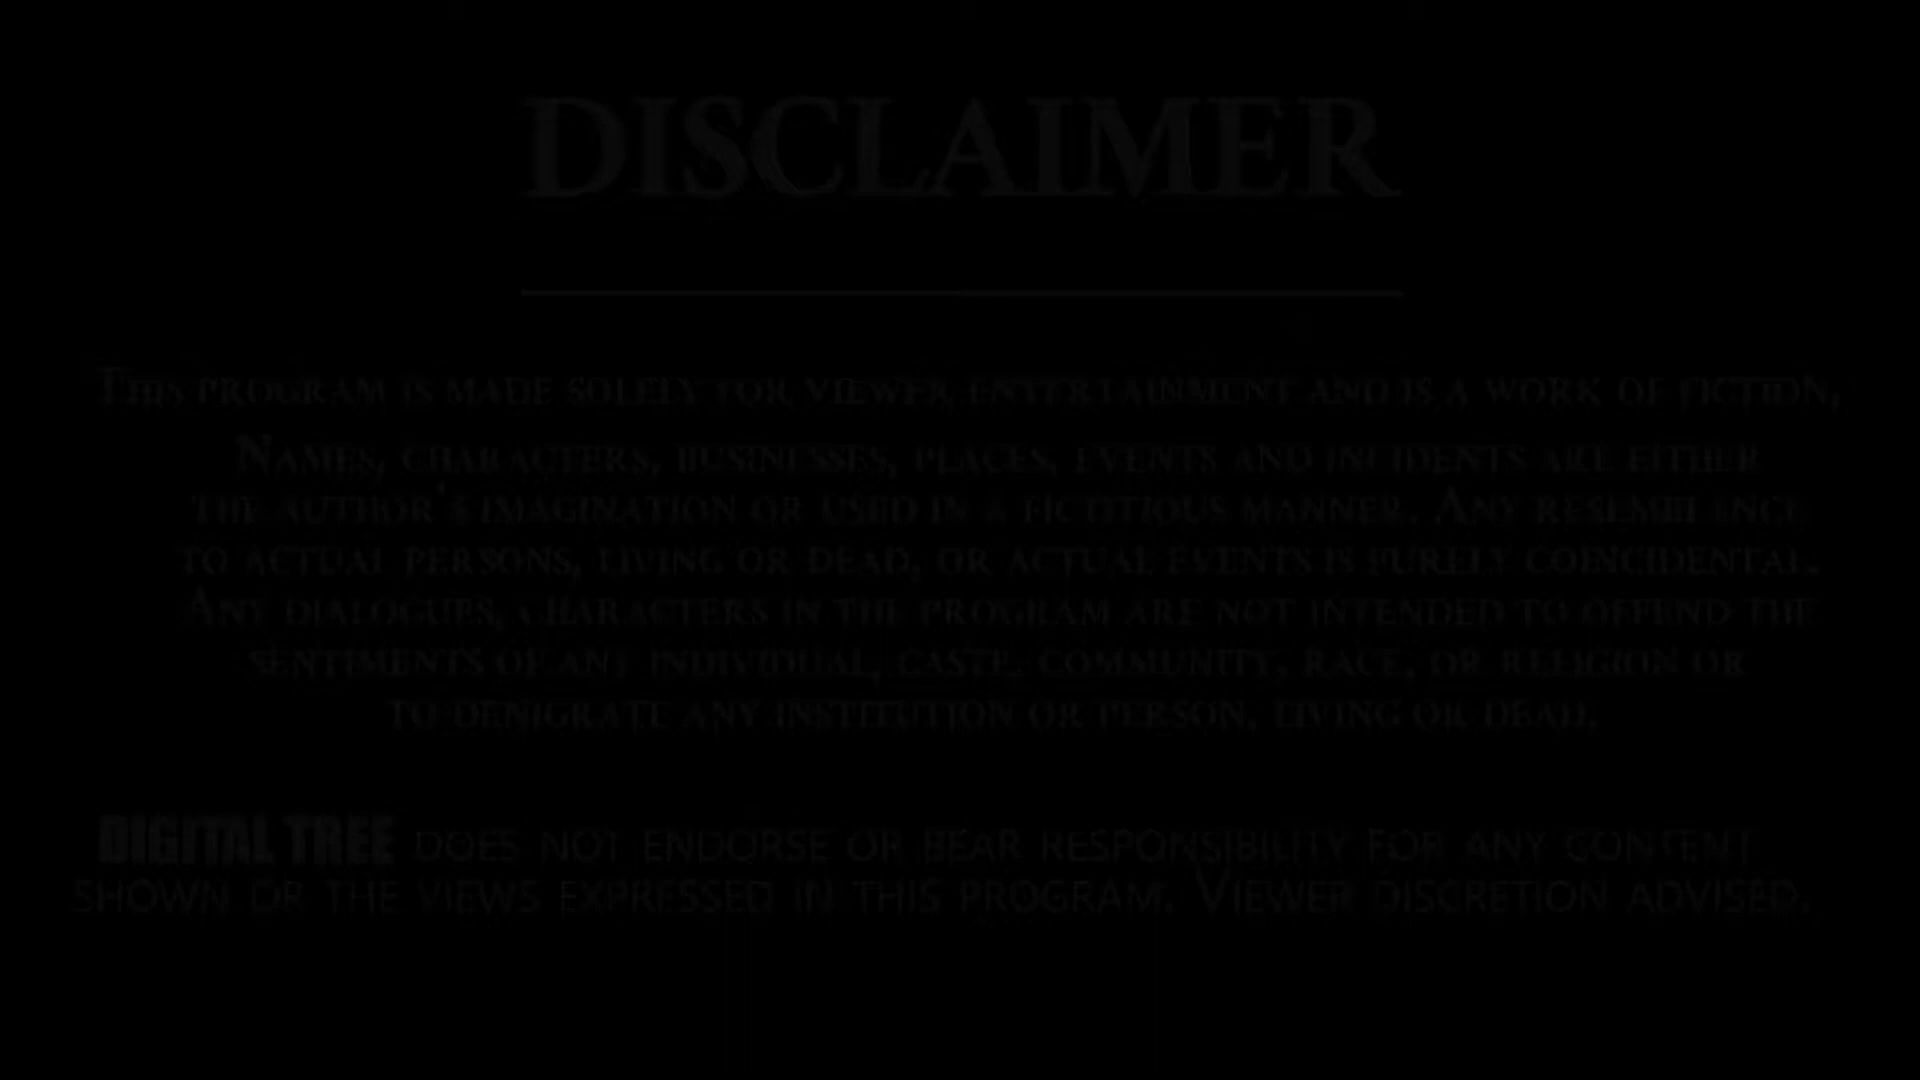 DISCLAIMER
THIS PROGRAM IS MADE SOLELY FOR VIEWER ENTERTAINMENT AND IS A WORK OF FICTION,
NAMES, CHARACTERS, BUSINESSES, PLACES, EVENTS AND INCIDENTS ARE EITHER
THE AUTHOR'S IMAGINATION OR USED IN A FICTITIOUS MANNER. ANY RESEMBLENCE
TO ACTUAL PERSONS, LIVING OR DEAD, OR ACTUAL EVENTS IS PURELY COINCIDENTAL.
ANY DIALOGUES, CHARACTERS IN THE PROGRAM ARE NOT INTENDED TO OFFEND THE
SENTIMENTS OF ANY INDIVIDUAL, CASTE, COMMUNITY, RACE, OR RELIGION OR
TO DENIGRATE ANY INSTITUTION OR PERSON, LIVING OR DEAD.
DIGITAL TREE DOES NOT ENDORSE OR BEAR RESPONSIBILITY FOR ANY CONTENT
SHOWN OR THE VIEWS EXPRESSED IN THIS PROGRAM. VIEWER DISCRETION ADVISED.